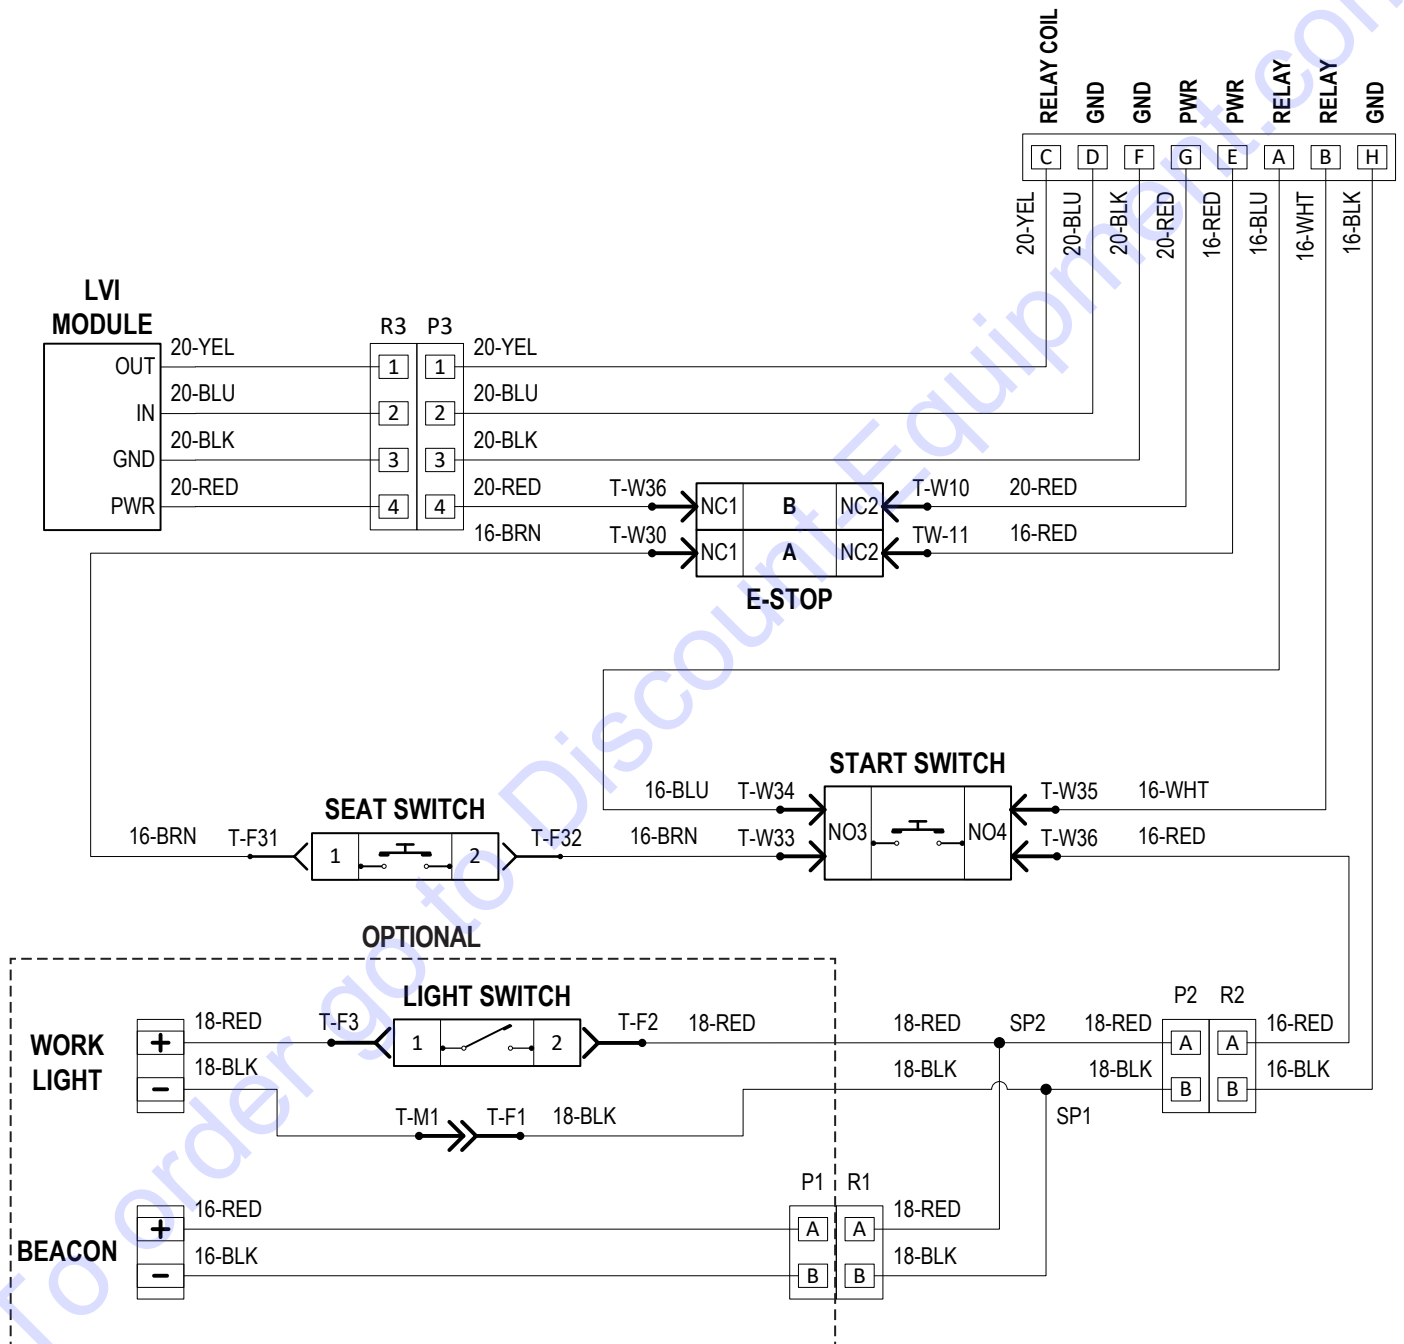 RELAY COIL
GND
GND
PWR
PWR
RELAY
RELAY
GND
C D F G E A B H
20-YEL
20-BLU
20-BLK
20-RED
16-RED
16-BLU
16-WHT
16-BLK
LVI
MODULE
R3 P3
OUT 20-YEL 1 1 20-YEL
IN 20-BLU 2 2 20-BLU
GND 20-BLK 3 3 20-BLK
PWR 20-RED 4 4 20-RED T-W36 NC1 B NC2 T-W10 20-RED
16-BRN T-W30 NC1 A NC2 TW-11 16-RED
E-STOP
START SWITCH
16-BLU T-W34 T-W35 16-WHT
SEAT SWITCH
NO3 NO4
16-BRN T-F31 1 2 T-F32 16-BRN T-W33 T-W36 16-RED
OPTIONAL
LIGHT SWITCH
P2 R2
WORK
LIGHT
+ 18-RED T-F3 1 2 T-F2 18-RED 18-RED SP2 18-RED A A 16-RED
- 18-BLK 18-BLK 18-BLK B B 16-BLK
T-M1 T-F1 18-BLK
SP1
P1 R1
BEACON
+ 16-RED A A 18-RED
- 16-BLK B B 18-BLK
To order go to Discount-Equipment.com